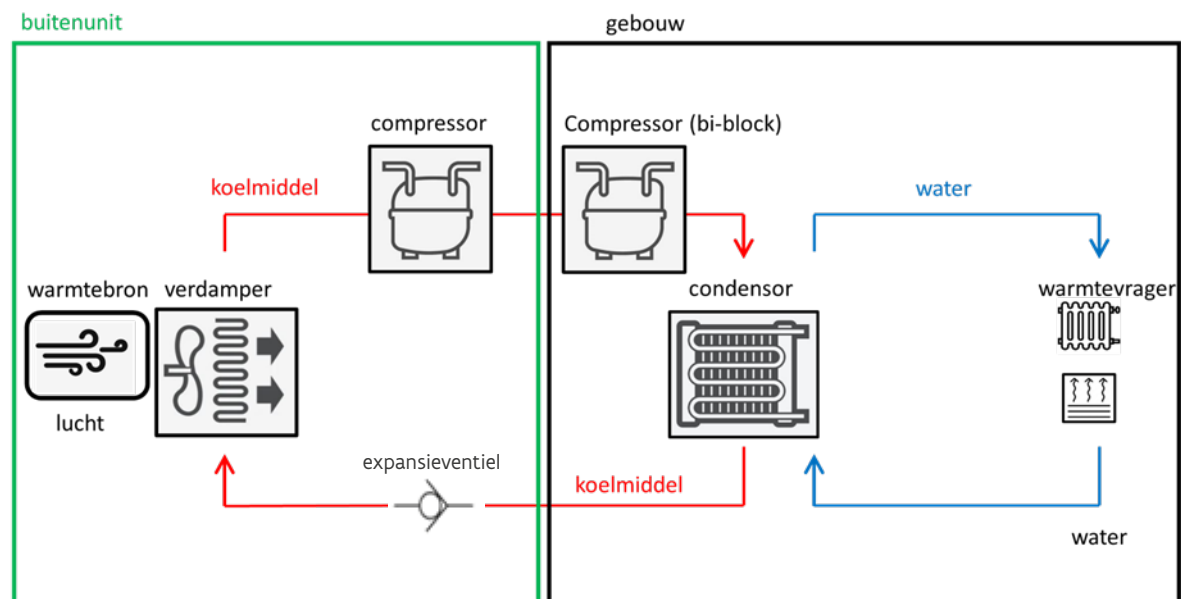 buitenunit
gebouw
compressor
Compressor (bi-block)
koelmiddel
water
warmtebron
verdamper
condensor
warmtevrager
lucht
expansieventiel
koelmiddel
water